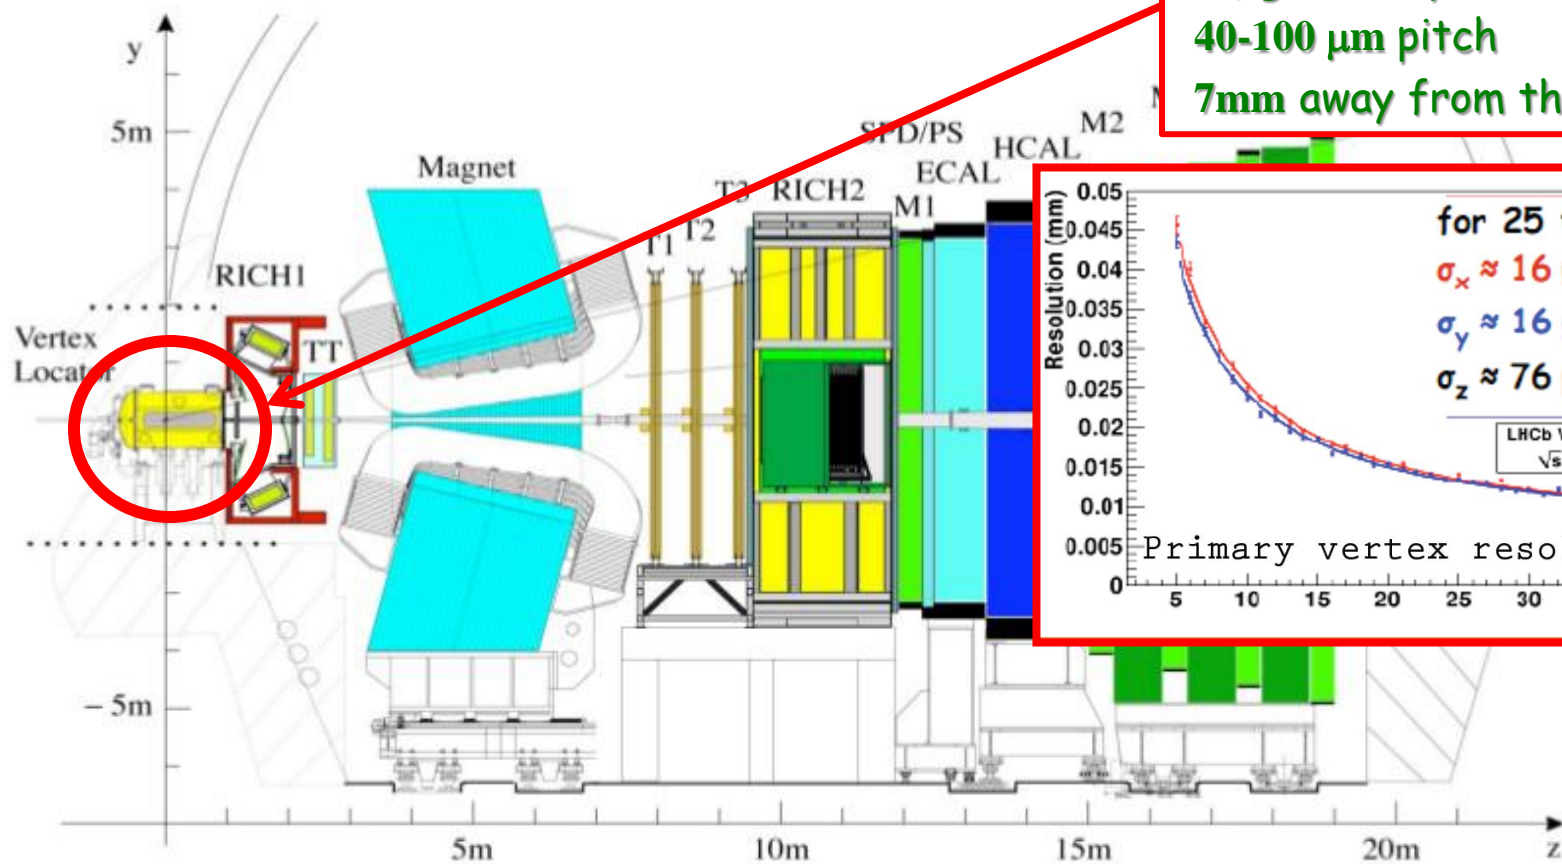 40-100 μm pitch
7mm away from th
y
5m
Magnet
SPD/PS
ECAL
HCAL
M2
T3
RICH2
M1
T2
T1
RICH1
Vertex
Locator
TT
− 5m
5m
10m
15m
20m
z
Resolution (mm)
0.05
0.045
0.04
0.035
0.03
0.025
0.02
0.015
0.01
0.005
0
5
10
15
20
25
30
for 25
σx ≈ 16
σy ≈ 16
σz ≈ 76
LHCb V
√s
Primary vertex reso